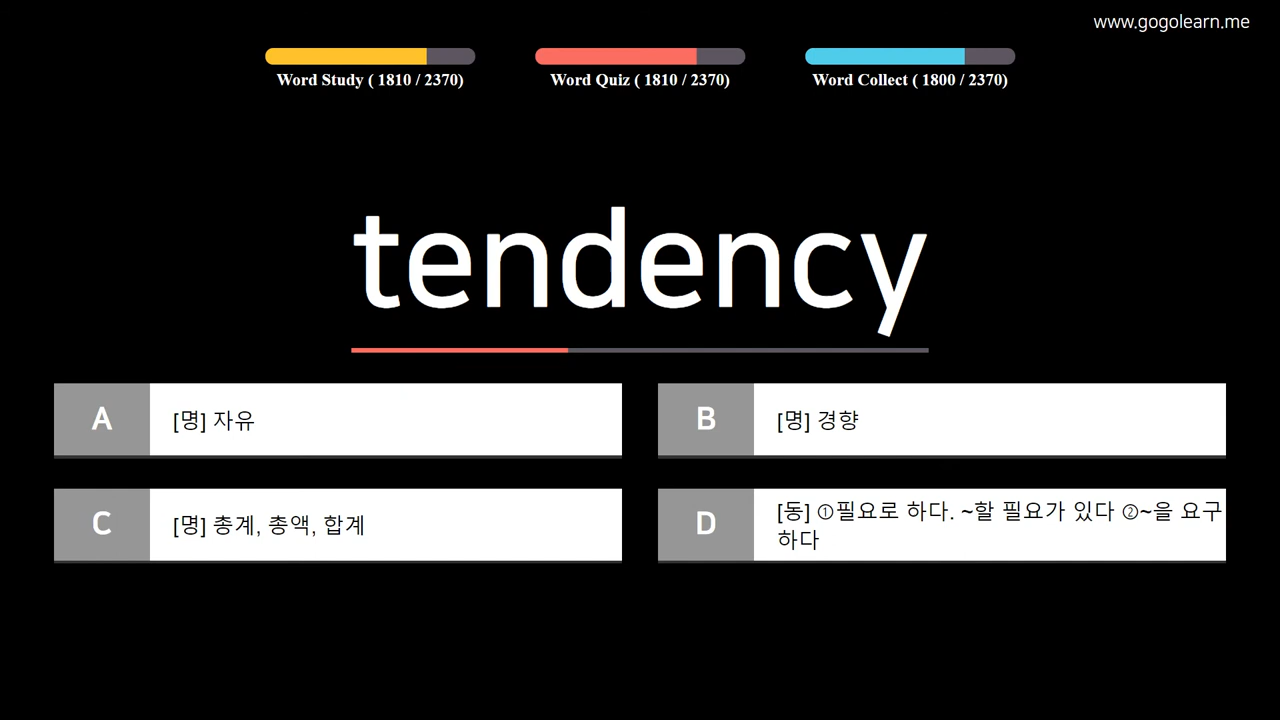 www.gogolearn.me
Word Study ( 1810 / 2370)
Word Quiz ( 1810 / 2370)
Word Collect ( 1800 / 2370)
tendency
A
[명] 자유
B
[명] 경향
C
[명] 총계, 총액, 합계
D
[동] ①필요로 하다. ~할 필요가 있다 ②~을 요구
하다